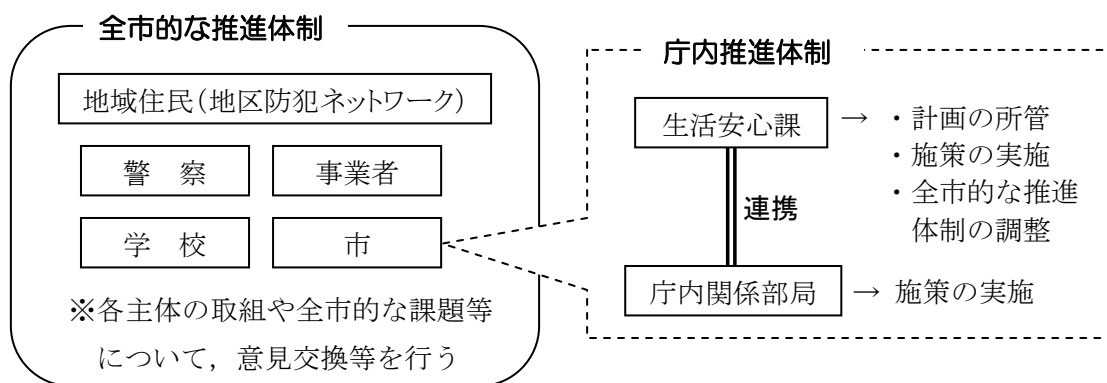 全市的な推進体制
地域住民(地区防犯ネットワーク)
警　察
事業者
学　校
市
※各主体の取組や全市的な課題等
について，意見交換等を行う
庁内推進体制
生活安心課
→ ・計画の所管
・施策の実施
・全市的な推進
体制の調整
連携
庁内関係部局
→ 施策の実施